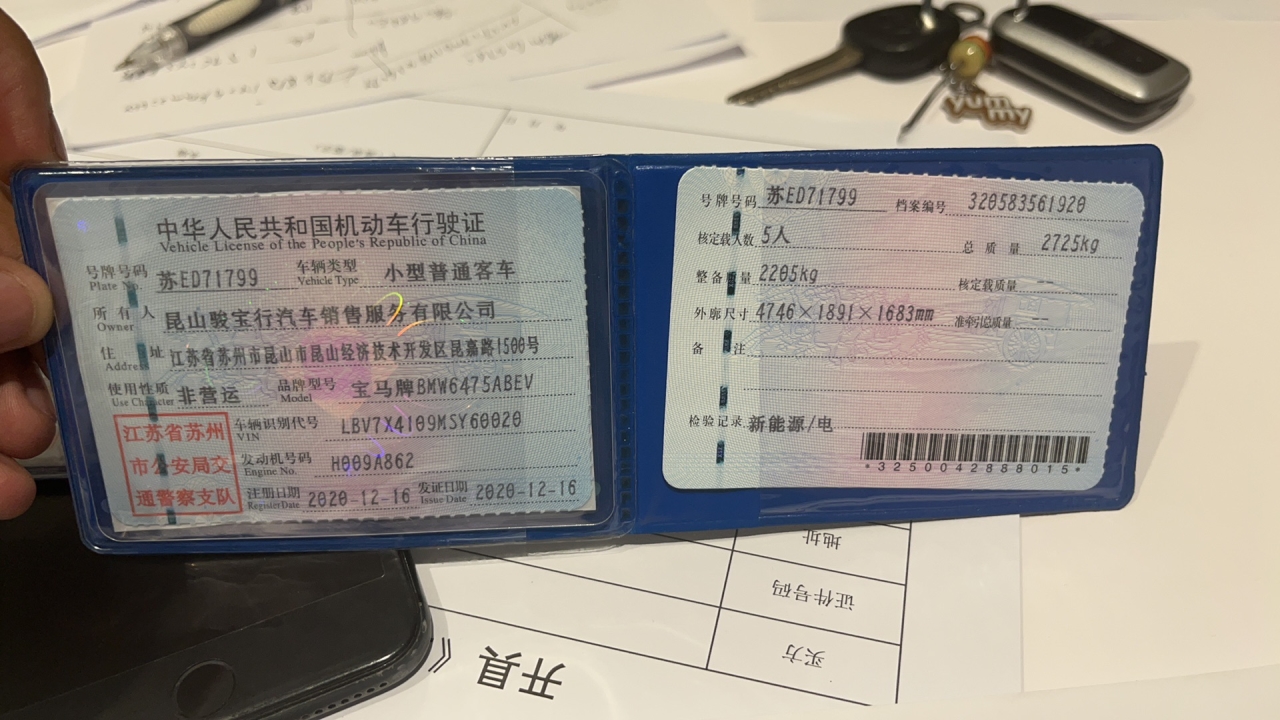 yummy
中华人民共和国机动车行驶证
Vehicle License of the People's Republic of China
号牌号码 苏ED71799 车辆类型 小型普通客车
Plate No. Vehicle Type
所有人 昆山骏宝行汽车销售服务有限公司
Owner
住址 江苏省苏州市昆山市昆山经济技术开发区昆嘉路1500号
Address
使用性质 非营运 品牌型号 宝马牌BMW6475ABEV
Use Character Model
江苏省苏州
市公安局交
通警察支队
车辆识别代号 LBV7X4109MSY60020
VIN
发动机号码 H009A862
Engine No.
注册日期 2020-12-16 发证日期 2020-12-16
Register Date Issue Date
号牌号码 苏ED71799 档案编号 320583561920
核定载人数 5人 总质量 2725kg
整备质量 2205kg 核定载质量 --
外廓尺寸 4746×1891×1683mm 准牵引总质量 --
备注
检验记录 新能源/电
*3250042888015*
地址
证件号码
买方
开具》